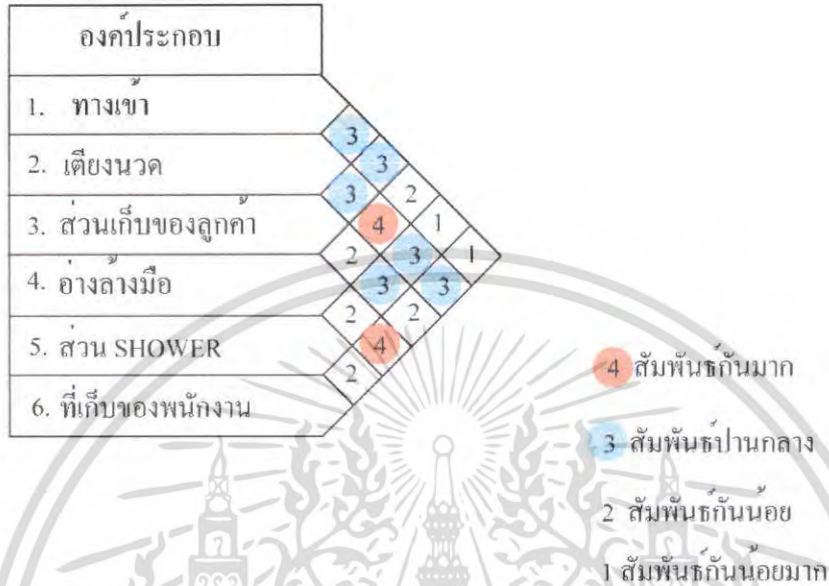 องค์ประกอบ
1. ทางเข้า
2. เตียงนวด
3. ส่วนเก็บของลูกค้า
4. อ่างล้างมือ
5. ส่วน SHOWER
6. ที่เก็บของพนักงาน
3
3
3 2
4 1
2 3 1
3 3
2 2
4
2
4 สัมพันธ์กันมาก
3 สัมพันธ์ปานกลาง
2 สัมพันธ์กันน้อย
1 สัมพันธ์กันน้อยมาก